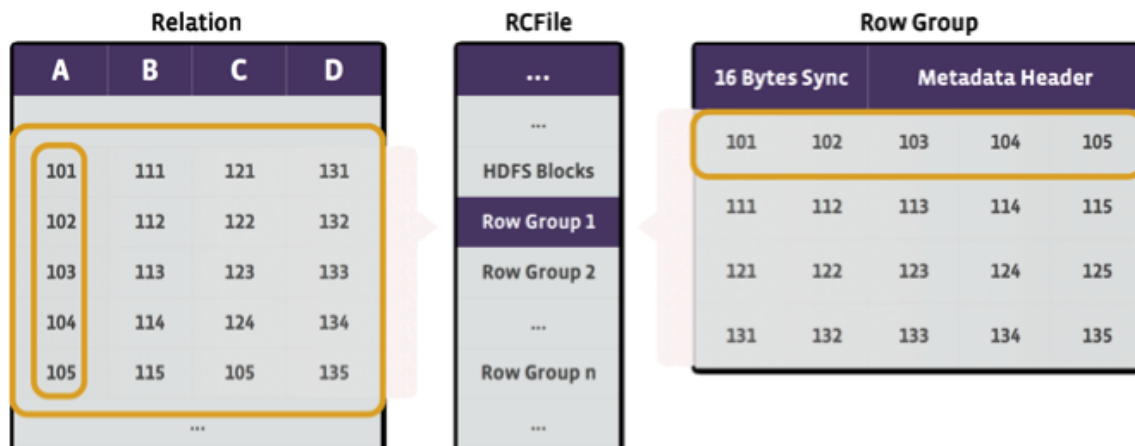 Relation
A B C D
101 111 121 131
102 112 122 132
103 113 123 133
104 114 124 134
105 115 105 135
...
RCFile
...
...
HDFS Blocks
Row Group 1
Row Group 2
...
Row Group n
...
Row Group
16 Bytes Sync Metadata Header
101 102 103 104 105
111 112 113 114 115
121 122 123 124 125
131 132 133 134 135